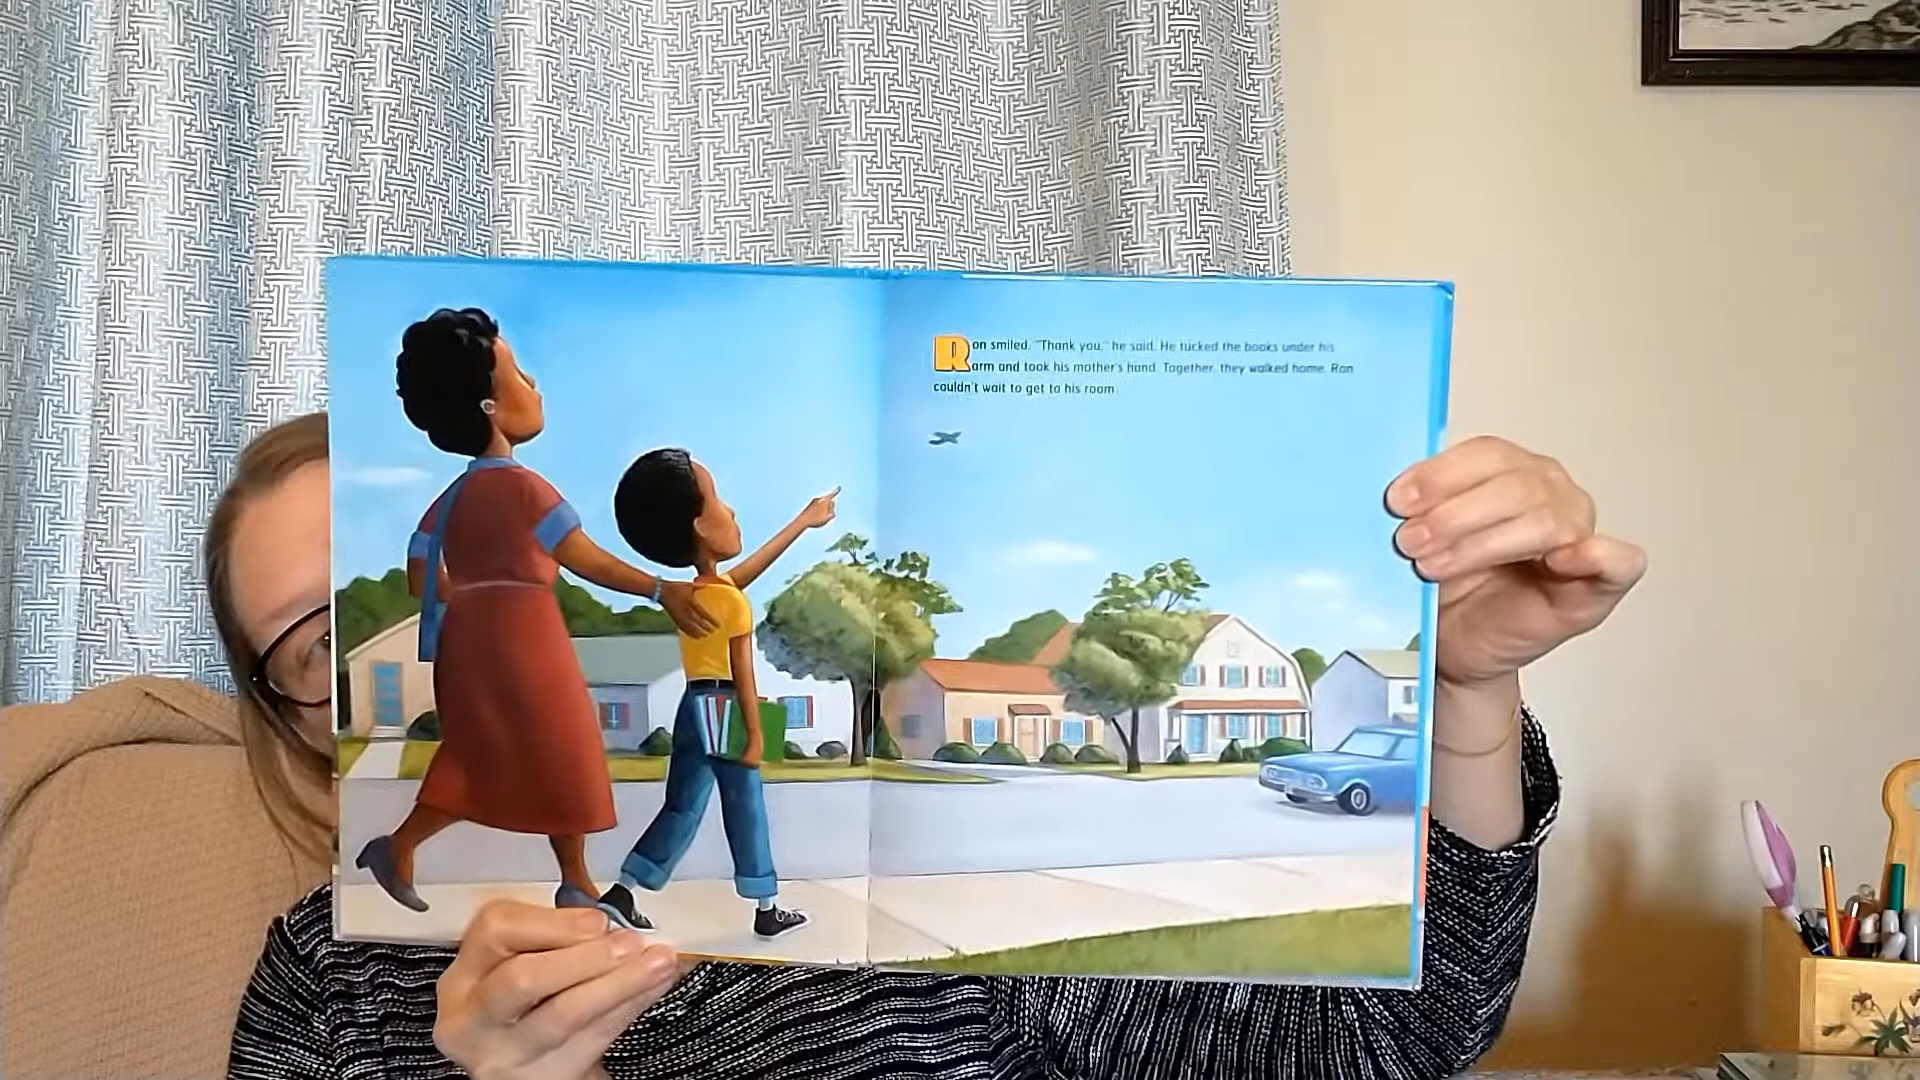 Ron smiled. "Thank you," he said. He tucked the books under his
arm and took his mother's hand. Together, they walked home. Ron
couldn't wait to get to his room.